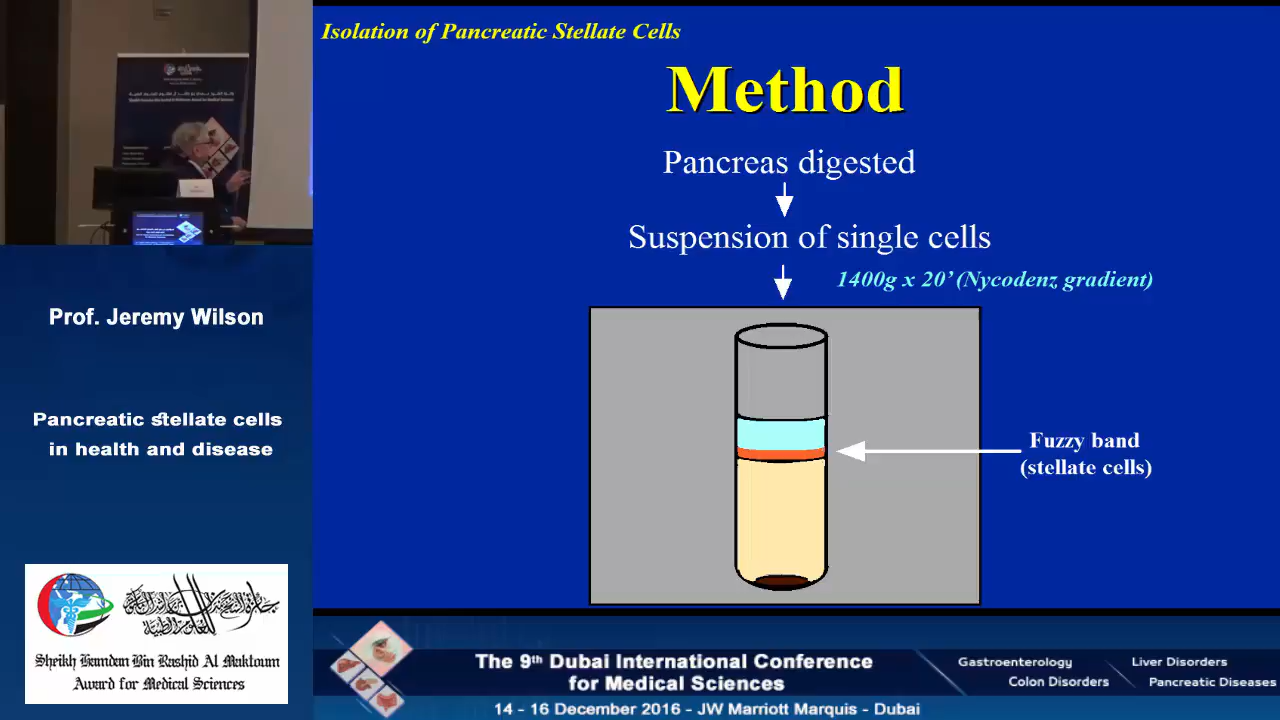 Isolation of Pancreatic Stellate Cells
Method
Pancreas digested
Suspension of single cells
1400g x 20’ (Nycodenz gradient)
Fuzzy band
(stellate cells)
Prof. Jeremy Wilson
Pancreatic stellate cells
in health and disease
Sheikh Hamdan Bin Rashid Al Maktoum
Award for Medical Sciences
The 9th Dubai International Conference
for Medical Sciences
Gastroenterology
Liver Disorders
Colon Disorders
Pancreatic Diseases
14 - 16 December 2016 - JW Marriott Marquis - Dubai